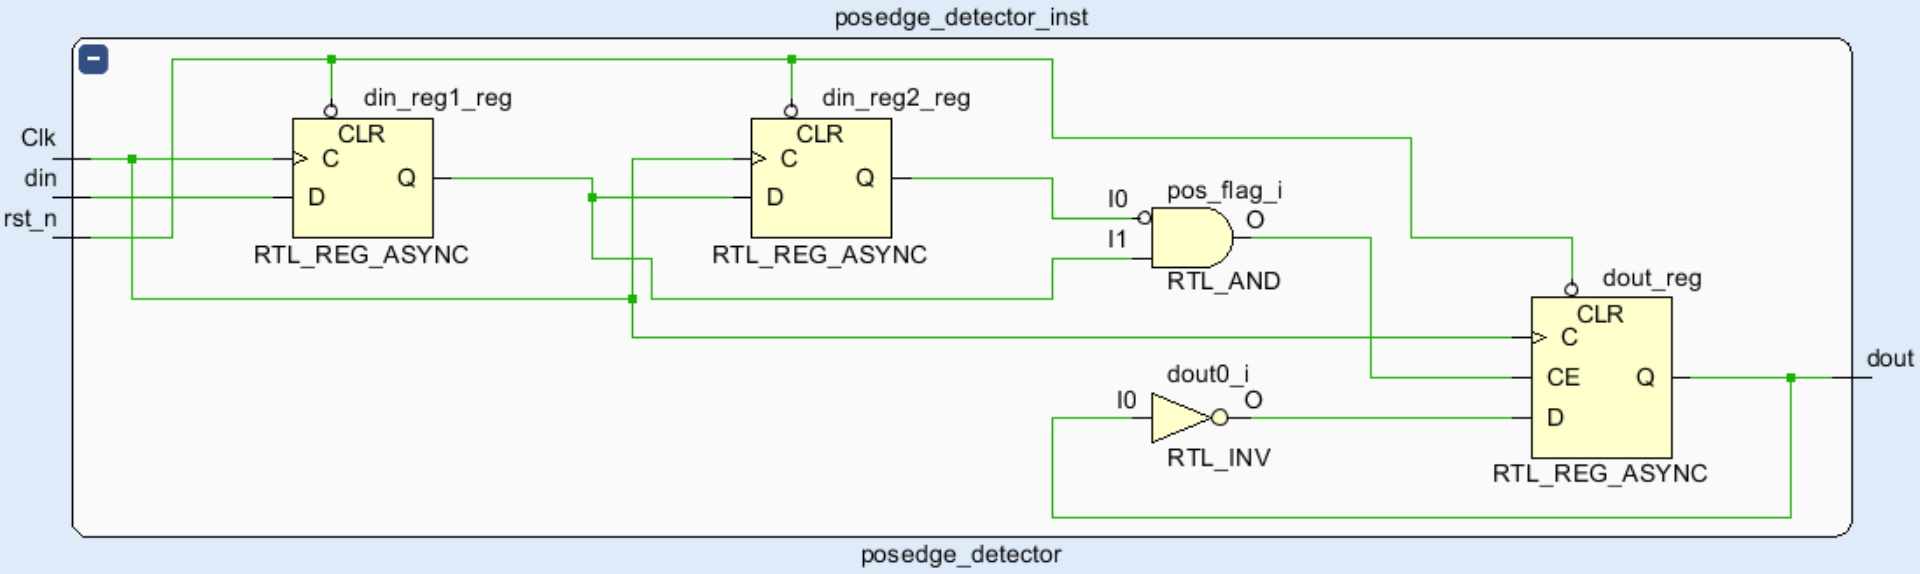 posedge_detector_inst
din_reg1_reg
din_reg2_reg
CLR
CLR
Clk
C
C
din
Q
Q
D
D
rst_n
RTL_REG_ASYNC
RTL_REG_ASYNC
I0
pos_flag_i
O
I1
RTL_AND
dout_reg
CLR
C
CE
Q
dout
dout0_i
I0
O
D
RTL_INV
RTL_REG_ASYNC
posedge_detector